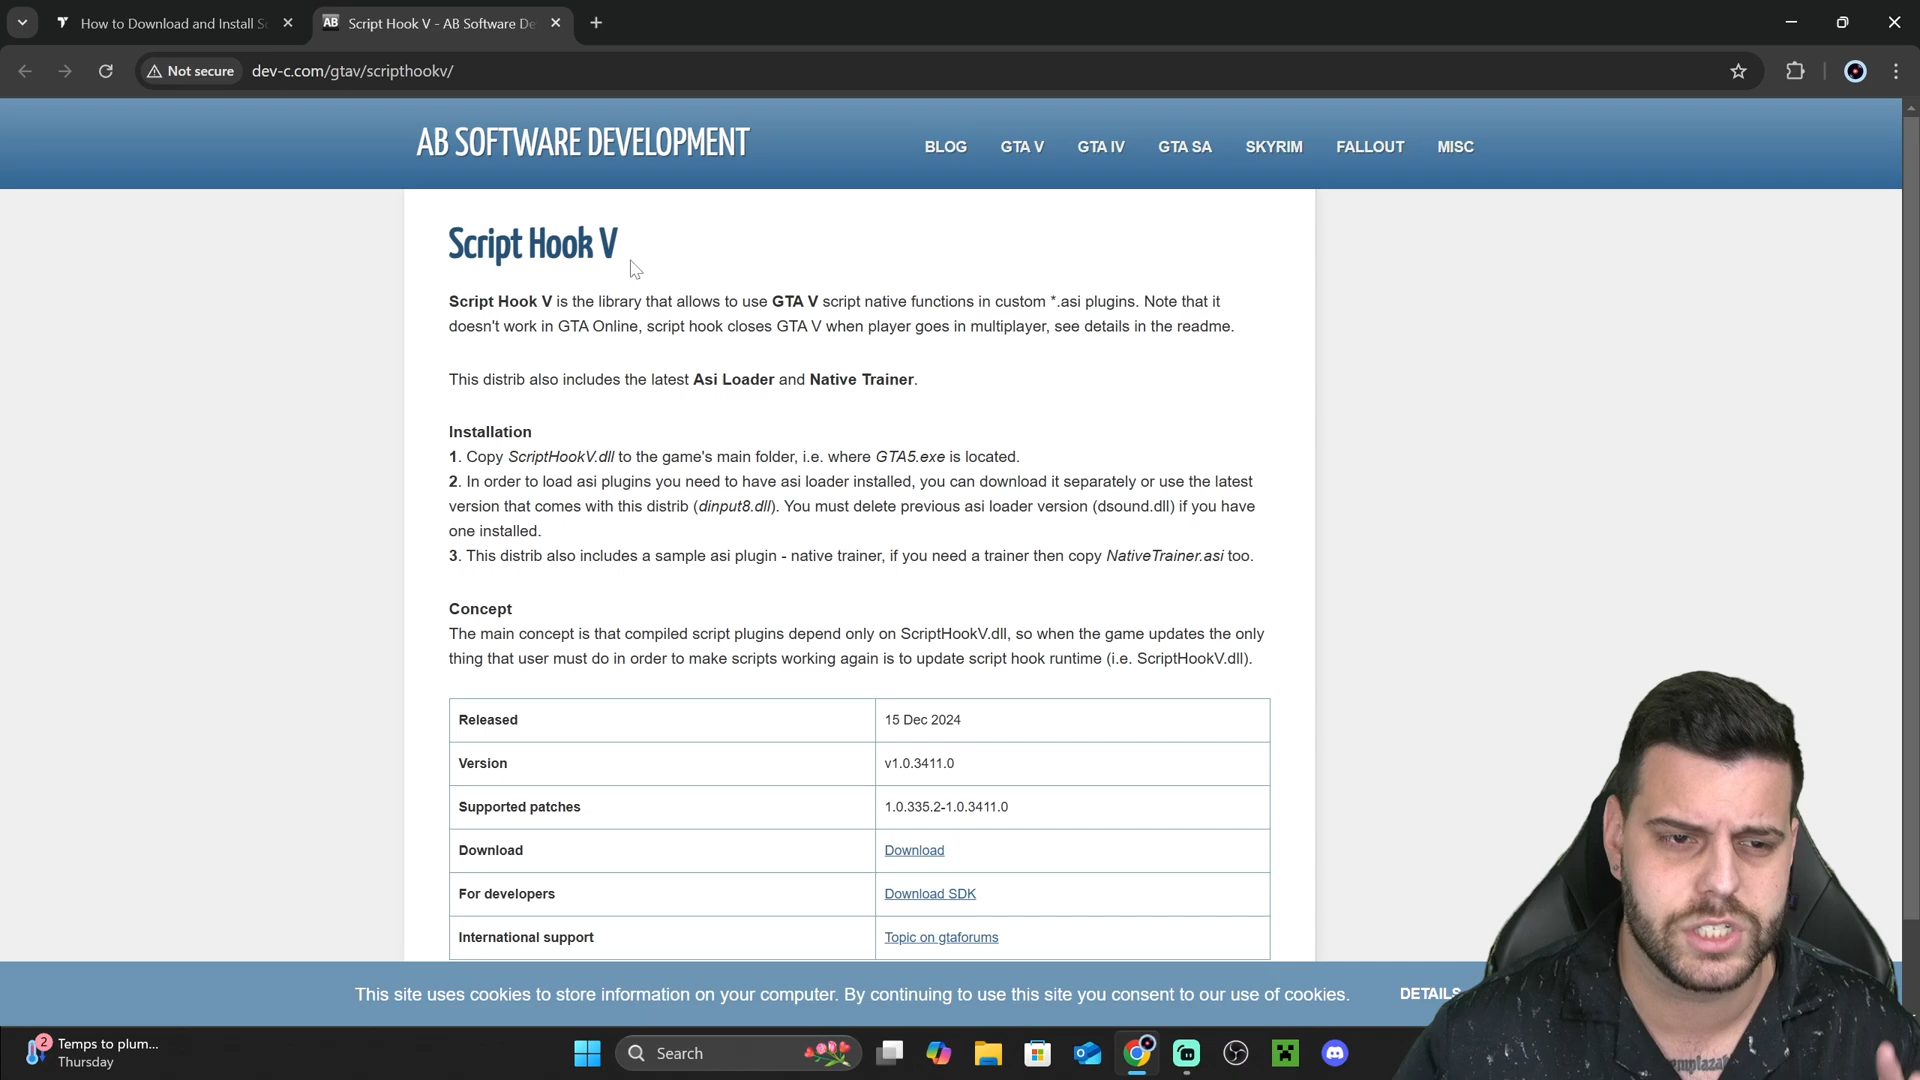 How to Download and Install Sc
AB Script Hook V - AB Software De
Not secure dev-c.com/gtav/scripthookv/
AB SOFTWARE DEVELOPMENT
BLOG GTA V GTA IV GTA SA SKYRIM FALLOUT MISC
Script Hook V
Script Hook V is the library that allows to use GTA V script native functions in custom *.asi plugins. Note that it
doesn't work in GTA Online, script hook closes GTA V when player goes in multiplayer, see details in the readme.
This distrib also includes the latest Asi Loader and Native Trainer.
Installation
1. Copy ScriptHookV.dll to the game's main folder, i.e. where GTA5.exe is located.
2. In order to load asi plugins you need to have asi loader installed, you can download it separately or use the latest
version that comes with this distrib (dinput8.dll). You must delete previous asi loader version (dsound.dll) if you have
one installed.
3. This distrib also includes a sample asi plugin - native trainer, if you need a trainer then copy NativeTrainer.asi too.
Concept
The main concept is that compiled script plugins depend only on ScriptHookV.dll, so when the game updates the only
thing that user must do in order to make scripts working again is to update script hook runtime (i.e. ScriptHookV.dll).
Released 15 Dec 2024
Version v1.0.3411.0
Supported patches 1.0.335.2-1.0.3411.0
Download Download
For developers Download SDK
International support Topic on gtaforums
This site uses cookies to store information on your computer. By continuing to use this site you consent to our use of cookies. DETAILS
2 Temps to plum...
Thursday
Search